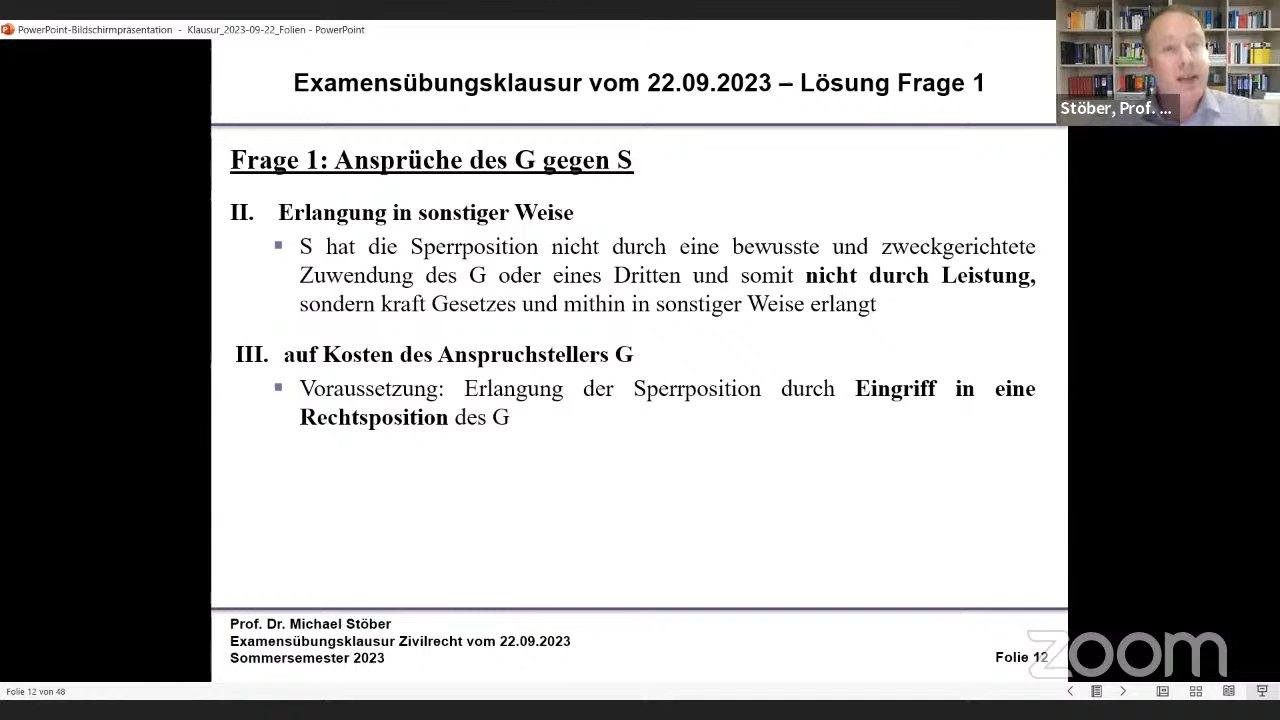 PowerPoint-Bildschirmpräsentation - Klausur_2023-09-22_Folien - PowerPoint
Stöber, Prof. ...
Examensübungsklausur vom 22.09.2023 – Lösung Frage 1
Frage 1: Ansprüche des G gegen S
II. Erlangung in sonstiger Weise
▪ S hat die Sperrposition nicht durch eine bewusste und zweckgerichtete
Zuwendung des G oder eines Dritten und somit nicht durch Leistung,
sondern kraft Gesetzes und mithin in sonstiger Weise erlangt
III. auf Kosten des Anspruchstellers G
▪ Voraussetzung: Erlangung der Sperrposition durch Eingriff in eine
Rechtsposition des G
Prof. Dr. Michael Stöber
Examensübungsklausur Zivilrecht vom 22.09.2023
Sommersemester 2023
Folie 12
zoom
Folie 12 von 48